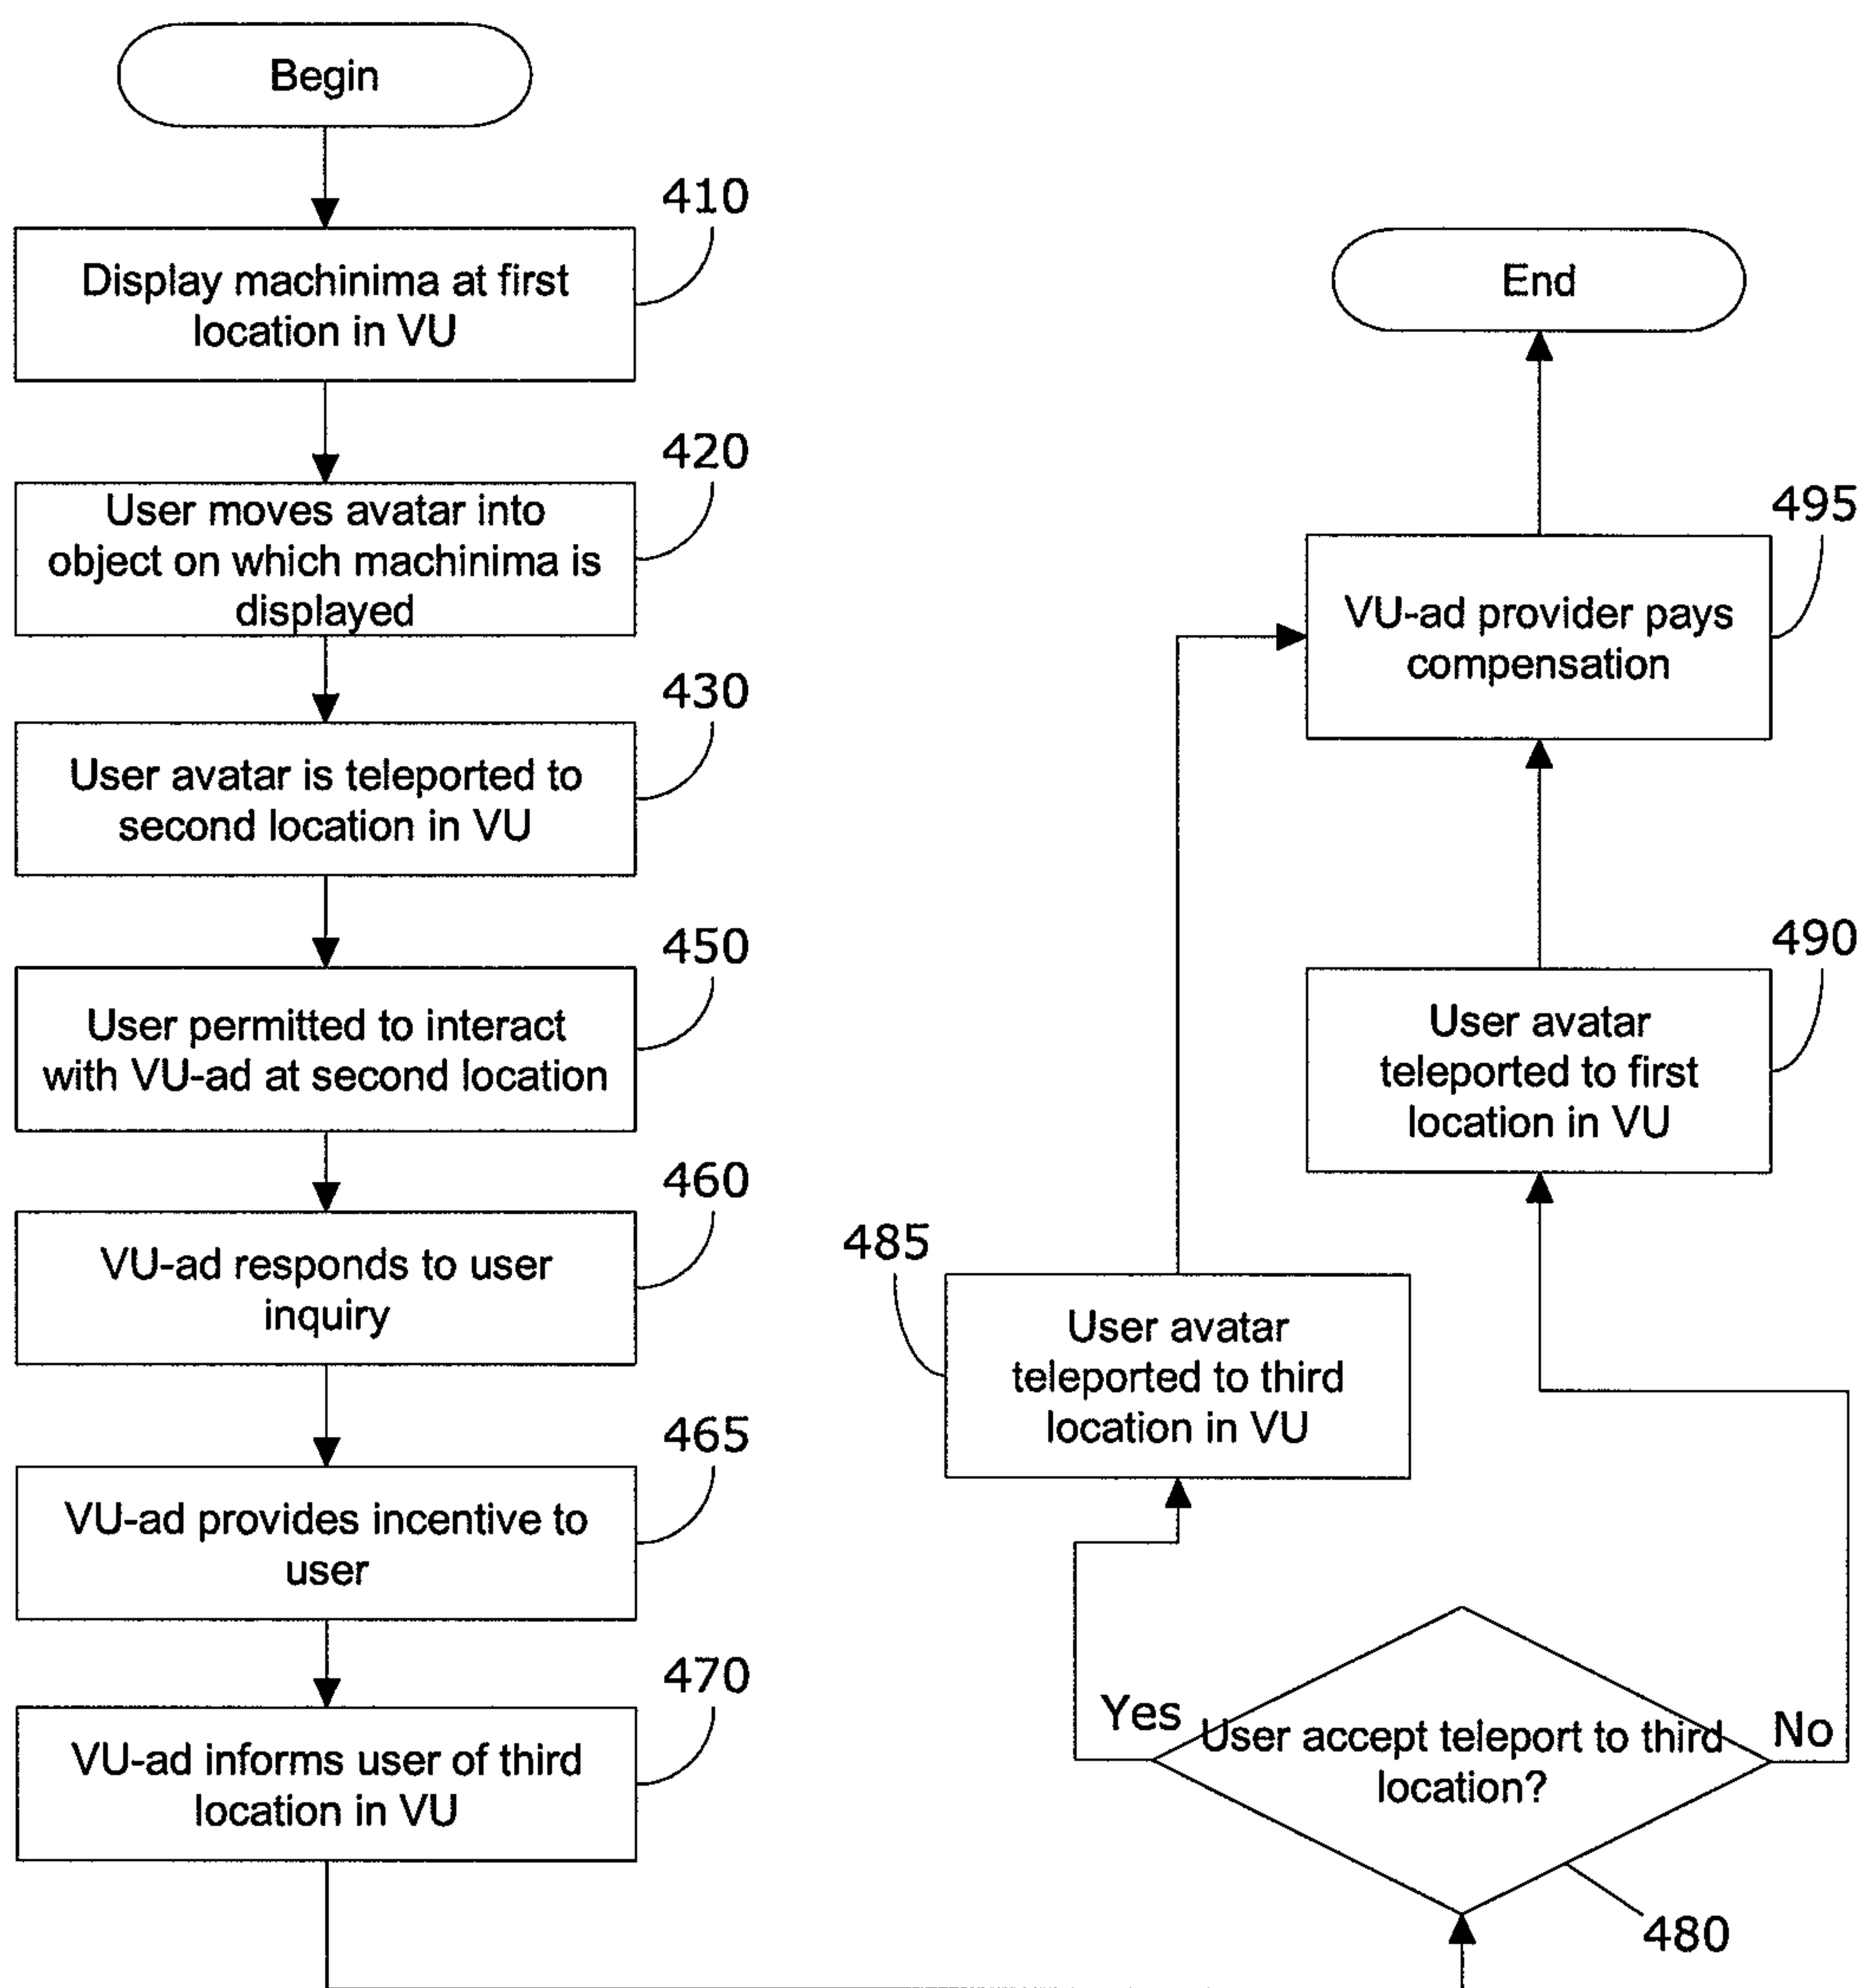 Begin
410
Display machinima at first
location in VU
420
User moves avatar into
object on which machinima is
displayed
430
User avatar is teleported to
second location in VU
450
User permitted to interact
with VU-ad at second location
460
VU-ad responds to user
inquiry
465
VU-ad provides incentive to
user
470
VU-ad informs user of third
location in VU
480
User accept teleport to third
location?
Yes
No
485
User avatar
teleported to third
location in VU
490
User avatar
teleported to first
location in VU
495
VU-ad provider pays
compensation
End